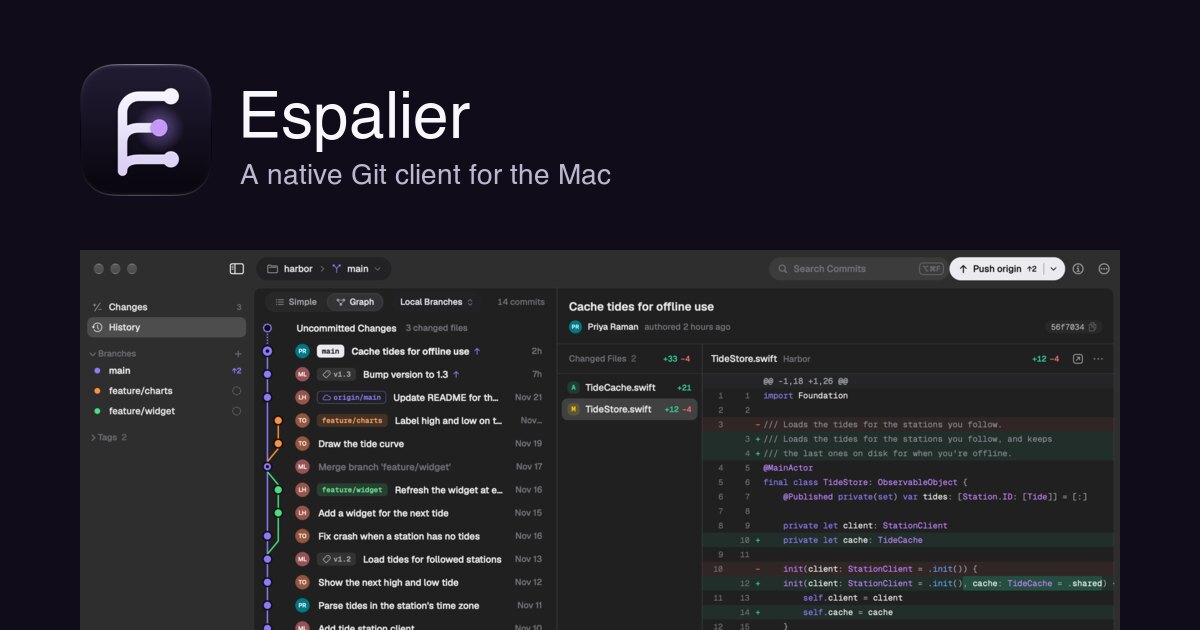 Espalier
A native Git client for the Mac
harbor > main
Search Commits ⌥⌘F
Push origin ↑2
Changes 3
History
Branches +
main ↑2
feature/charts
feature/widget
Tags 2
Simple Graph Local Branches 14 commits
Uncommitted Changes 3 changed files
PR main Cache tides for offline use ↑ 2h
ML v1.3 Bump version to 1.3 ↑ 7h
LH origin/main Update README for th... Nov 21
TO feature/charts Label high and low on t... Nov...
TO Draw the tide curve Nov 19
ML Merge branch 'feature/widget' Nov 17
LH feature/widget Refresh the widget at e... Nov 16
LH Add a widget for the next tide Nov 15
TO Fix crash when a station has no tides Nov 16
ML v1.2 Load tides for followed stations Nov 13
TO Show the next high and low tide Nov 12
PR Parse tides in the station's time zone Nov 11
ML Add tide station client Nov 10
Cache tides for offline use
PR Priya Raman authored 2 hours ago 56f7034
Changed Files 2 +33 −4
A TideCache.swift +21
M TideStore.swift +12 −4
TideStore.swift Harbor +12 −4
@@ -1,18 +1,26 @@
1 1 import Foundation
2 2
3 - /// Loads the tides for the stations you follow.
3 + /// Loads the tides for the stations you follow, and keeps
4 + /// the last ones on disk for when you're offline.
4 5 @MainActor
5 6 final class TideStore: ObservableObject {
6 7 @Published private(set) var tides: [Station.ID: [Tide]] = [:]
7 8
8 9 private let client: StationClient
10 + private let cache: TideCache
9 11
10 - init(client: StationClient = .init()) {
12 + init(client: StationClient = .init(), cache: TideCache = .shared)
11 13 self.client = client
14 + self.cache = cache
12 15 }